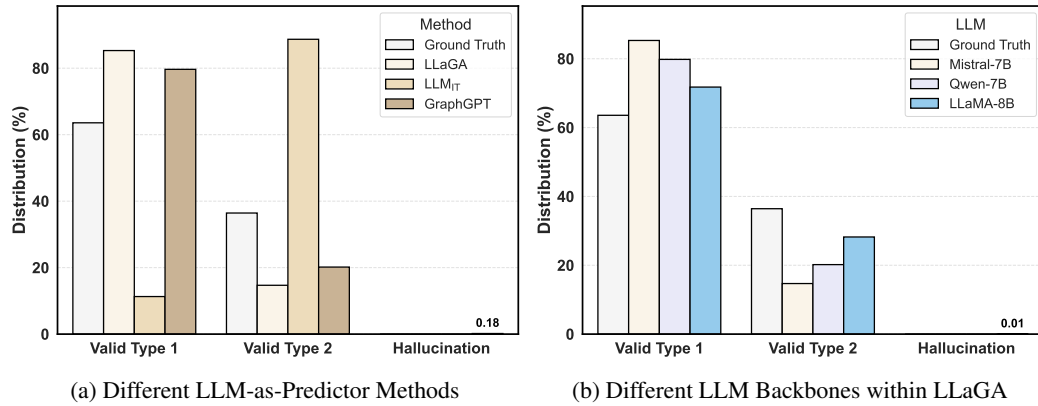 Method
Ground Truth
LLaGA
LLM_IT
GraphGPT
Distribution (%)
80
60
40
20
0
0.18
Valid Type 1 Valid Type 2 Hallucination
(a) Different LLM-as-Predictor Methods
LLM
Ground Truth
Mistral-7B
Qwen-7B
LLaMA-8B
Distribution (%)
80
60
40
20
0
0.01
Valid Type 1 Valid Type 2 Hallucination
(b) Different LLM Backbones within LLaGA